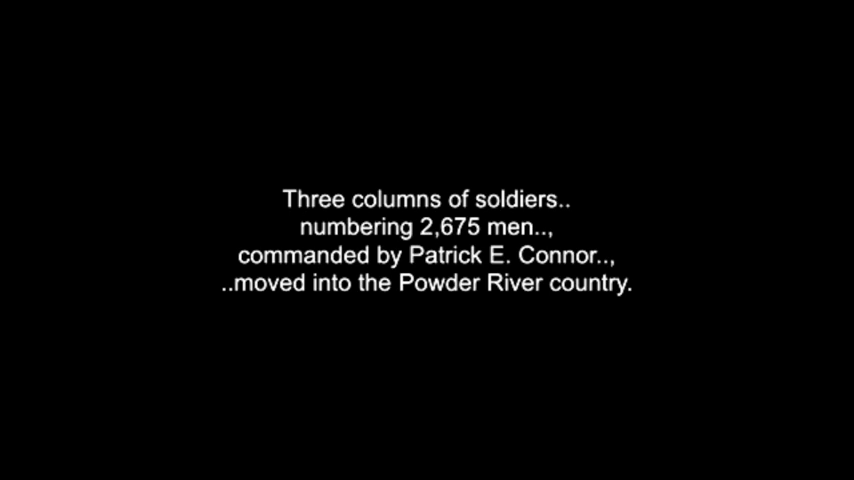 Three columns of soldiers..
numbering 2,675 men..,
commanded by Patrick E. Connor..,
..moved into the Powder River country.